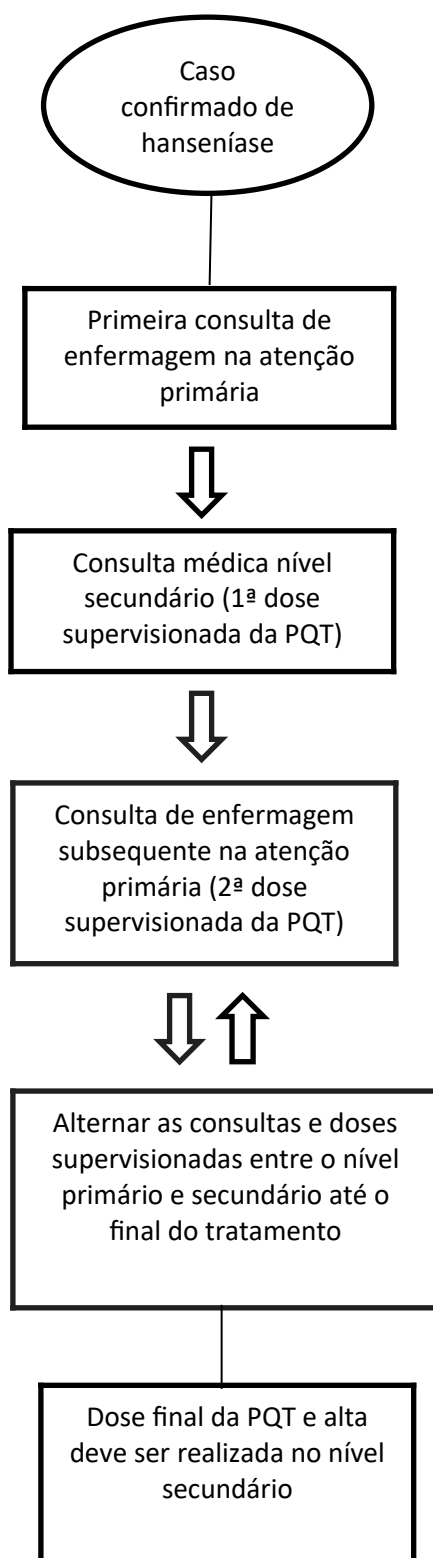 Caso
confirmado de
hanseníase
Primeira consulta de
enfermagem na atenção
primária
Consulta médica nível
secundário (1ª dose
supervisionada da PQT)
Consulta de enfermagem
subsequente na atenção
primária (2ª dose
supervisionada da PQT)
Alternar as consultas e doses
supervisionadas entre o nível
primário e secundário até o
final do tratamento
Dose final da PQT e alta
deve ser realizada no nível
secundário